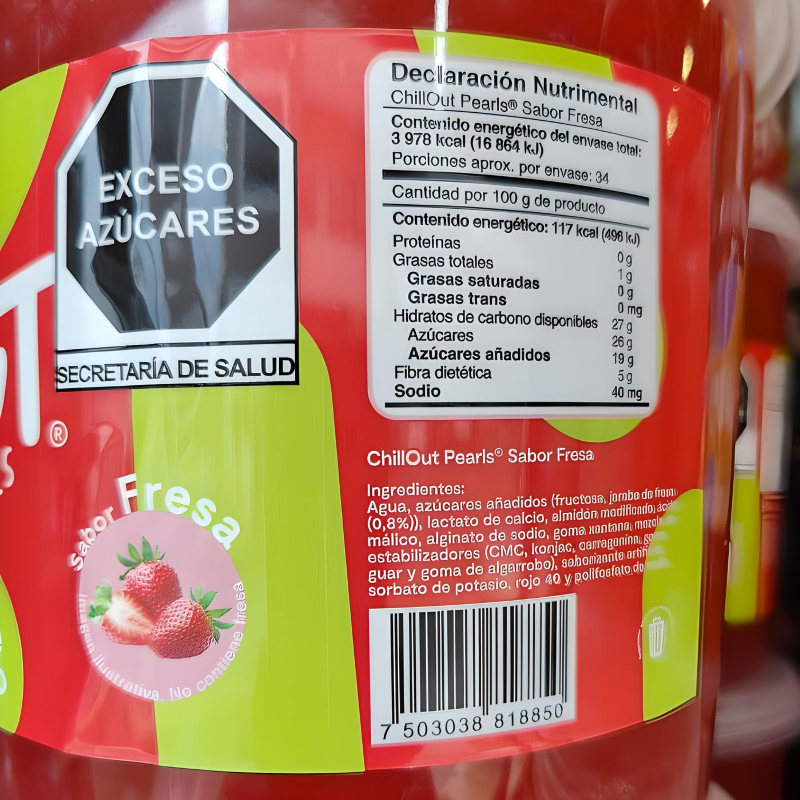 EXCESO
AZÚCARES
SECRETARÍA DE SALUD
®
Sabor Fresa
Imagen ilustrativa. No contiene fresa
Declaración Nutrimental
ChillOut Pearls® Sabor Fresa
Contenido energético del envase total:
3 978 kcal (16 864 kJ)
Porciones aprox. por envase: 34
Cantidad por 100 g de producto
Contenido energético: 117 kcal (496 kJ)
Proteínas 0 g
Grasas totales 1 g
Grasas saturadas 0 g
Grasas trans 0 mg
Hidratos de carbono disponibles 27 g
Azúcares 26 g
Azúcares añadidos 19 g
Fibra dietética 5 g
Sodio 40 mg
ChillOut Pearls® Sabor Fresa
Ingredientes:
Agua, azúcares añadidos (fructosa, jarabe de
(0,8%)), lactato de calcio, almidón modificado,
málico, alginato de sodio, goma xantana,
estabilizadores (CMC, konjac, carragenina,
guar y goma de algarrobo), saborizante
sorbato de potasio, rojo 40 y polifosfato de
7 503038 818850